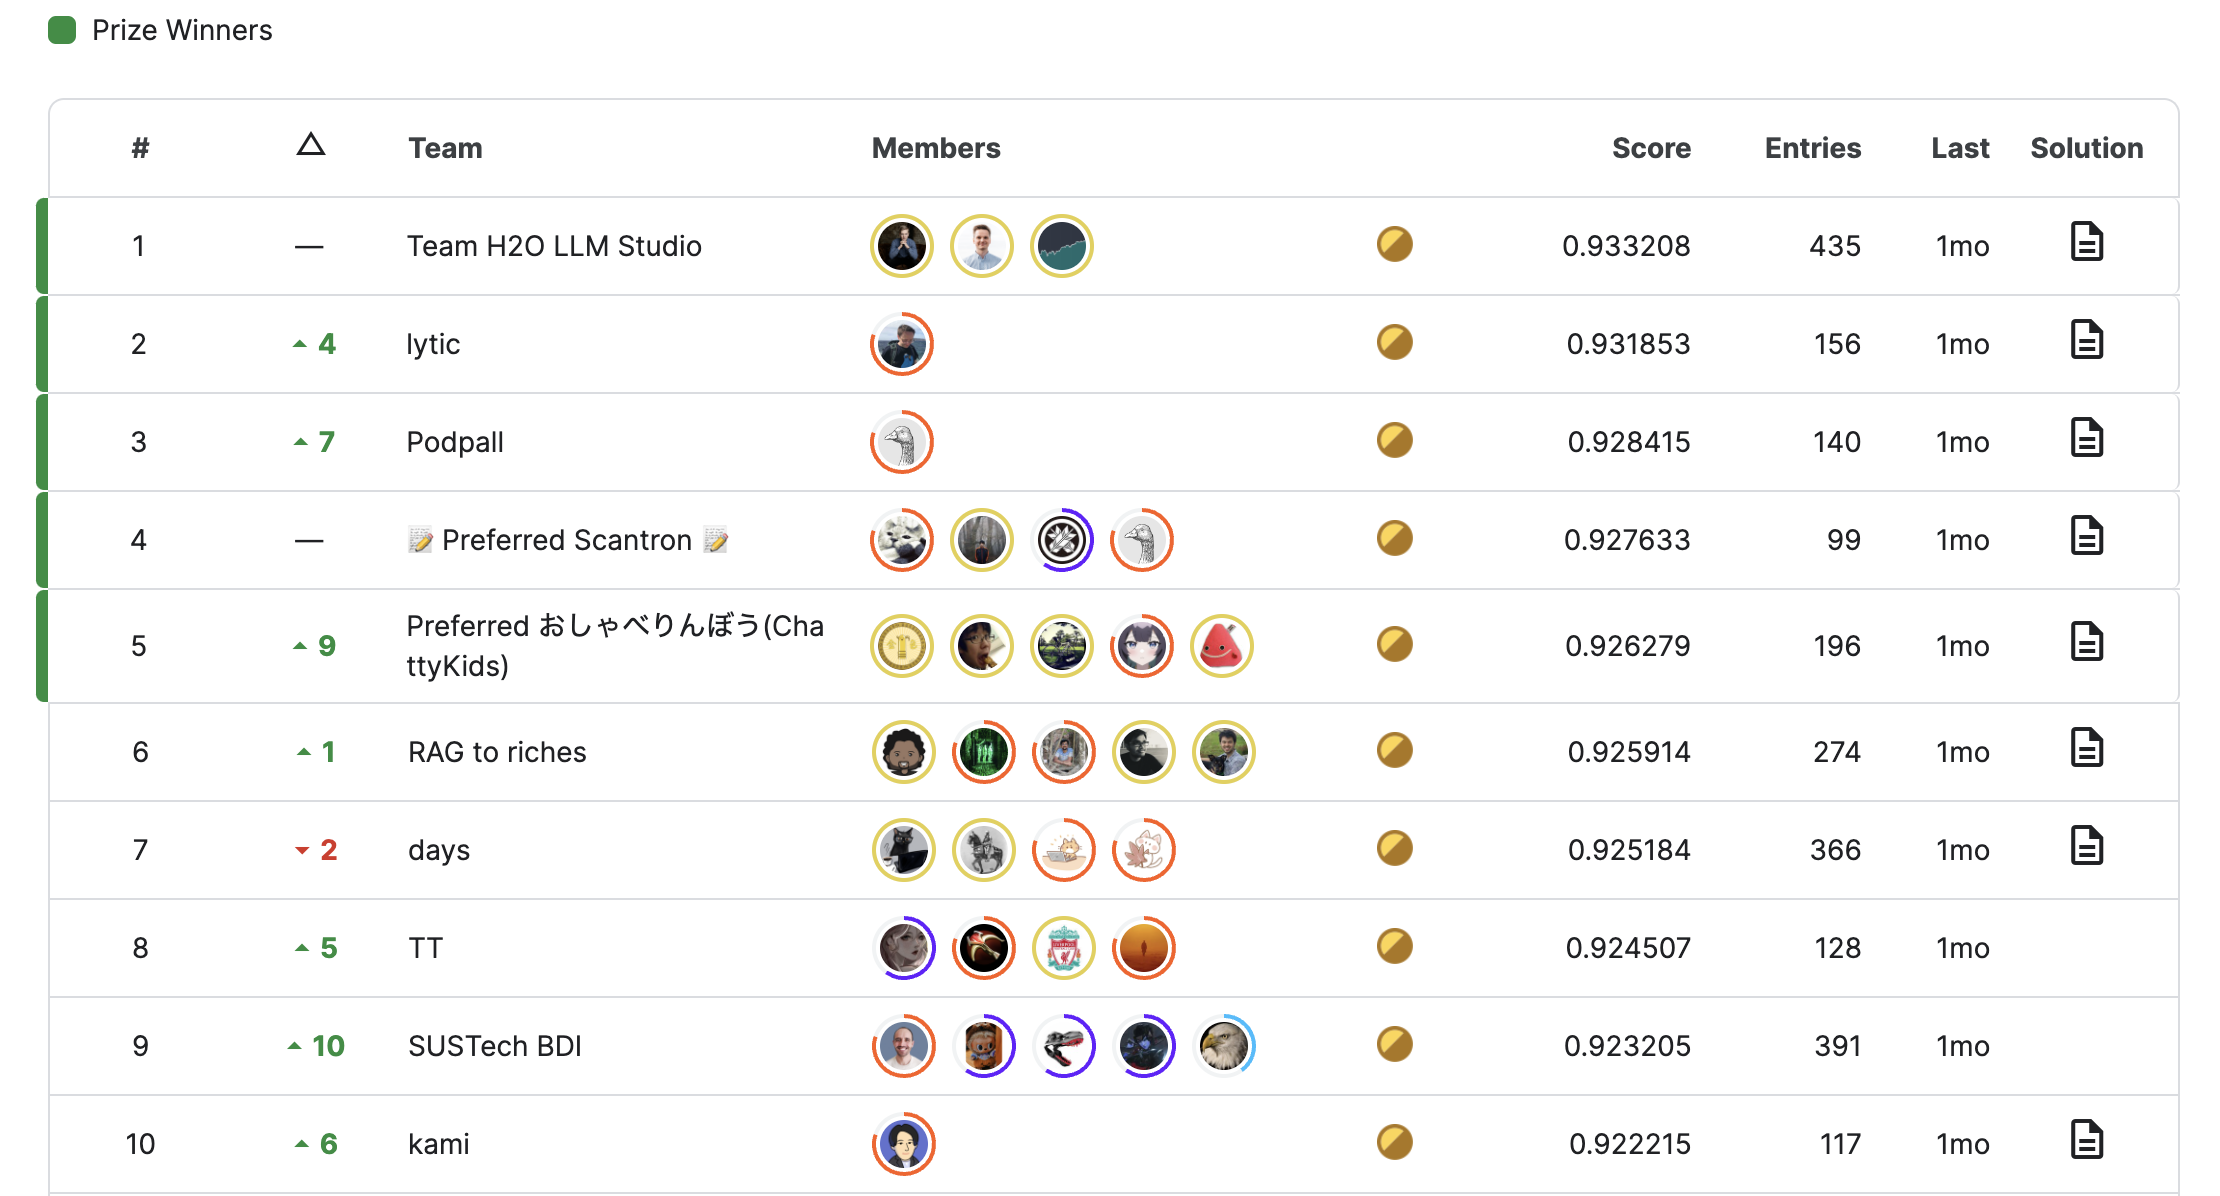 Prize Winners
# △ Team Members Score Entries Last Solution
1 — Team H2O LLM Studio 0.933208 435 1mo
2 4 lytic 0.931853 156 1mo
3 7 Podpall 0.928415 140 1mo
4 — 📝 Preferred Scantron 📝 0.927633 99 1mo
5 9 Preferred おしゃべりんぼう(Cha
ttyKids) 0.926279 196 1mo
6 1 RAG to riches 0.925914 274 1mo
7 2 days 0.925184 366 1mo
8 5 TT 0.924507 128 1mo
9 10 SUSTech BDI 0.923205 391 1mo
10 6 kami 0.922215 117 1mo